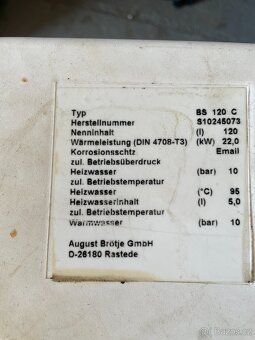 Typ BS 120 C
Herstellnummer S10245073
Nenninhalt (l) 120
Wärmeleistung (DIN 4708-T3) (kW) 22,0
Korrosionsschtz Email
zul. Betriebsüberdruck
Heizwasser (bar) 10
zul. Betriebstemperatur
Heizwasser (°C) 95
Heizwasserinhalt (l) 5,0
zul. Betriebstemperatur
Warmwasser (bar) 10
August Brötje GmbH
D-26180 Rastede